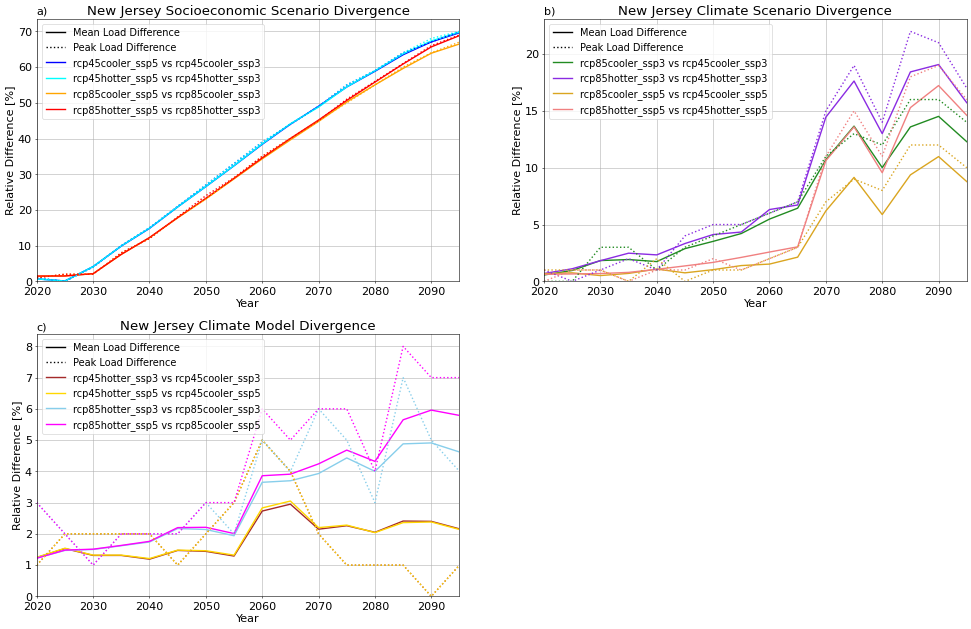 a) New Jersey Socioeconomic Scenario Divergence
Mean Load Difference
Peak Load Difference
rcp45cooler_ssp5 vs rcp45cooler_ssp3
rcp45hotter_ssp5 vs rcp45hotter_ssp3
rcp85cooler_ssp5 vs rcp85cooler_ssp3
rcp85hotter_ssp5 vs rcp85hotter_ssp3
Relative Difference [%]
70
60
50
40
30
20
10
0
2020 2030 2040 2050 2060 2070 2080 2090
Year
b) New Jersey Climate Scenario Divergence
Mean Load Difference
Peak Load Difference
rcp85cooler_ssp3 vs rcp45cooler_ssp3
rcp85hotter_ssp3 vs rcp45hotter_ssp3
rcp85cooler_ssp5 vs rcp45cooler_ssp5
rcp85hotter_ssp5 vs rcp45hotter_ssp5
Relative Difference [%]
20
15
10
5
0
2020 2030 2040 2050 2060 2070 2080 2090
Year
c) New Jersey Climate Model Divergence
Mean Load Difference
Peak Load Difference
rcp45hotter_ssp3 vs rcp45cooler_ssp3
rcp45hotter_ssp5 vs rcp45cooler_ssp5
rcp85hotter_ssp3 vs rcp85cooler_ssp3
rcp85hotter_ssp5 vs rcp85cooler_ssp5
Relative Difference [%]
8
7
6
5
4
3
2
1
0
2020 2030 2040 2050 2060 2070 2080 2090
Year